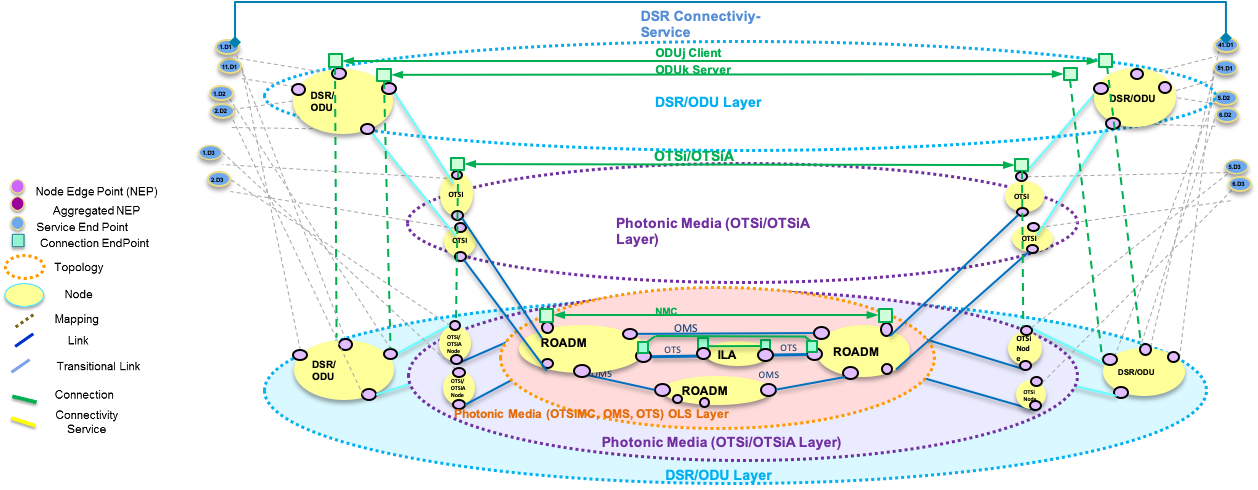 DSR Connectiviy-
Service
1.D1
11.D1
1.D2
2.D2
1.D3
2.D3
41.D1
51.D1
5.D2
6.D2
5.D3
6.D3
ODUj Client
ODUk Server
DSR/
ODU
DSR/ODU
DSR/ODU Layer
OTSi/OTSiA
OTSI
OTSI
OTSI
OTSI
Photonic Media (OTSi/OTSiA
Layer)
Node Edge Point (NEP)
Aggregated NEP
Service End Point
Connection EndPoint
Topology
Node
Mapping
Link
Transitional Link
Connection
Connectivity
Service
NMC
OMS
ROADM
OTS
ILA
OTS
ROADM
OMS
ROADM
OMS
DSR/
ODU
OTSi/
OTSiA
Node
OTSi/
OTSiA
Node
OTSi
Nod
e
OTSi
Node
DSR/ODU
Photonic Media (OTSIMC, OMS, OTS) OLS Layer
Photonic Media (OTSi/OTSiA Layer)
DSR/ODU Layer